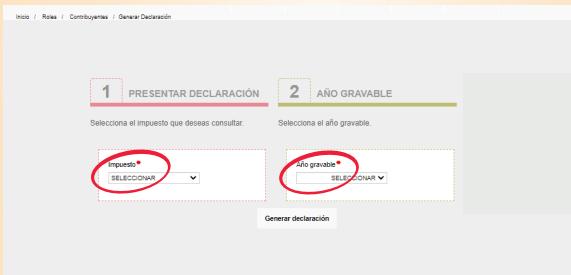 Inicio / Roles / Contribuyentes / Generar Declaración
1 PRESENTAR DECLARACIÓN
Selecciona el impuesto que deseas consultar.
Impuesto•
SELECCIONAR
2 AÑO GRAVABLE
Selecciona el año gravable.
Año gravable•
SELECCIONAR
Generar declaración